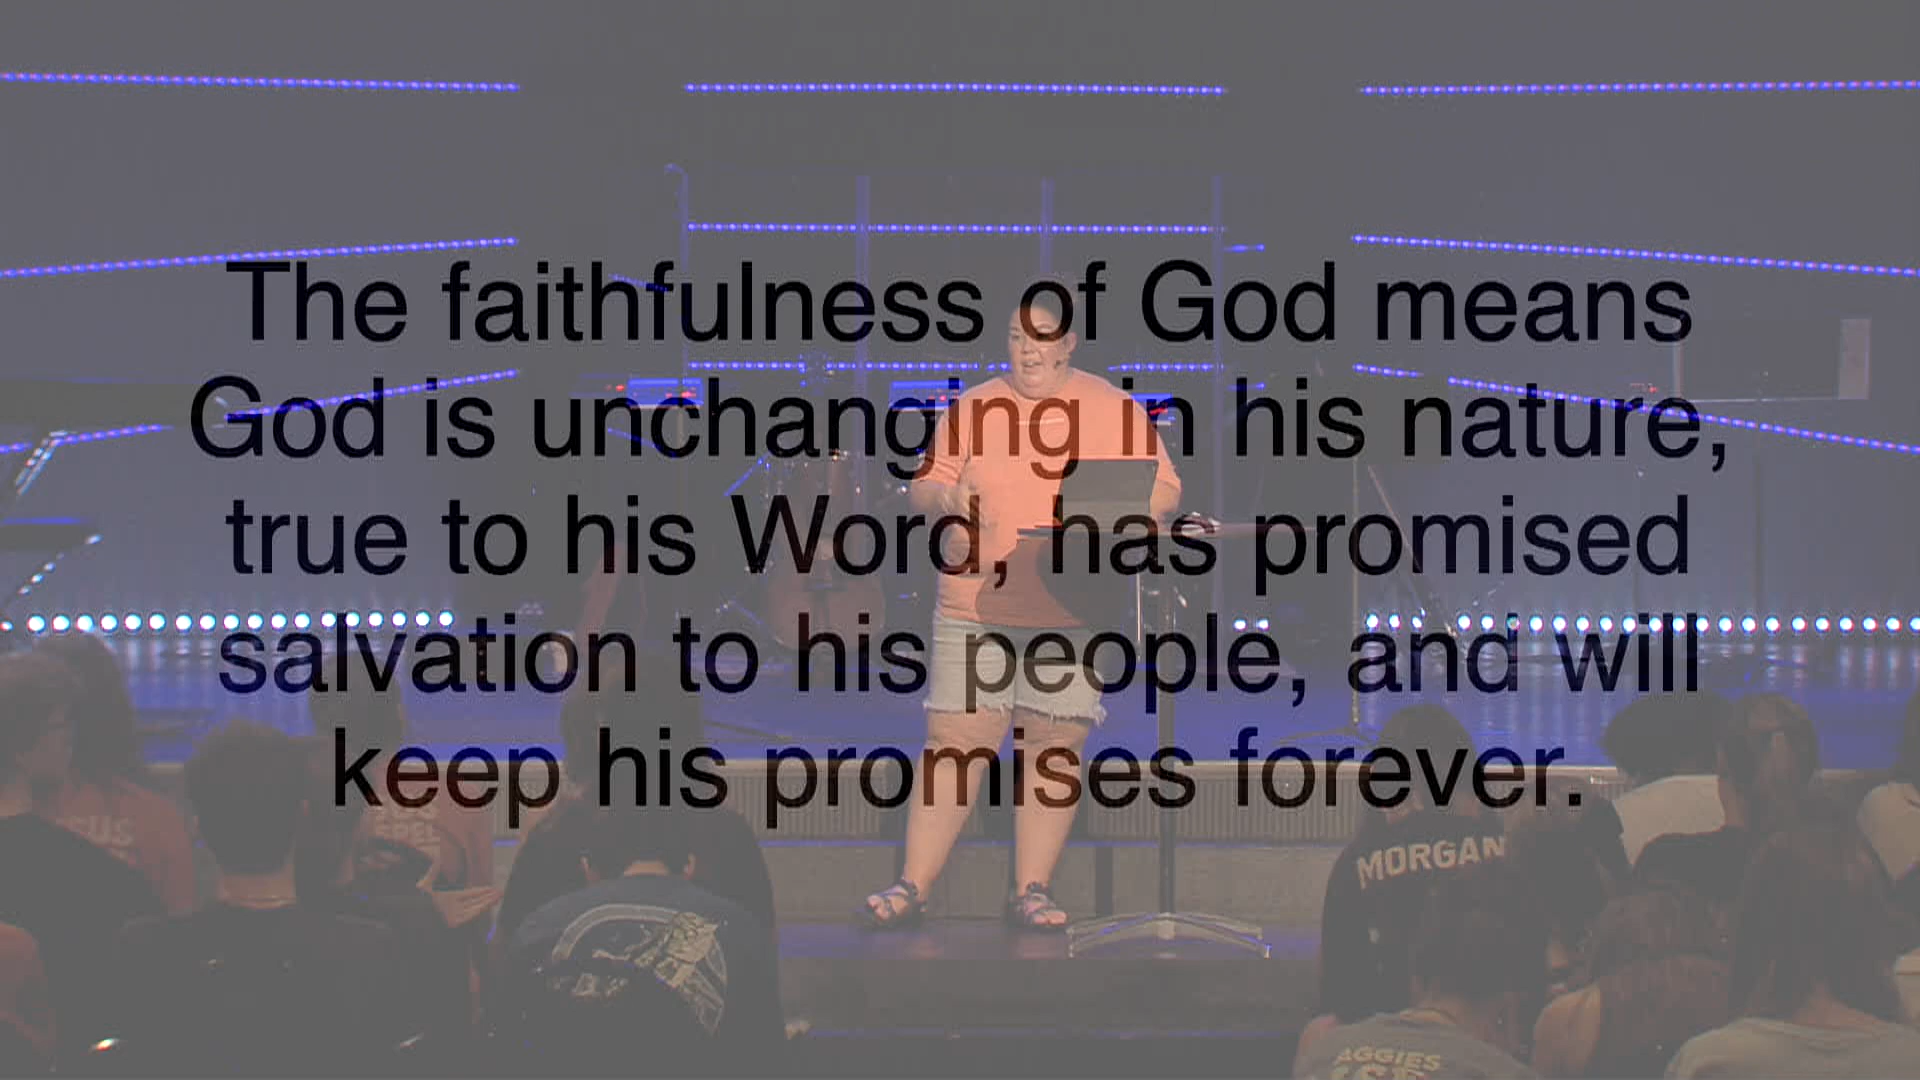 The faithfulness of God means
God is unchanging in his nature,
true to his Word, has promised
salvation to his people, and will
keep his promises forever.
MORGAN
AGGIES